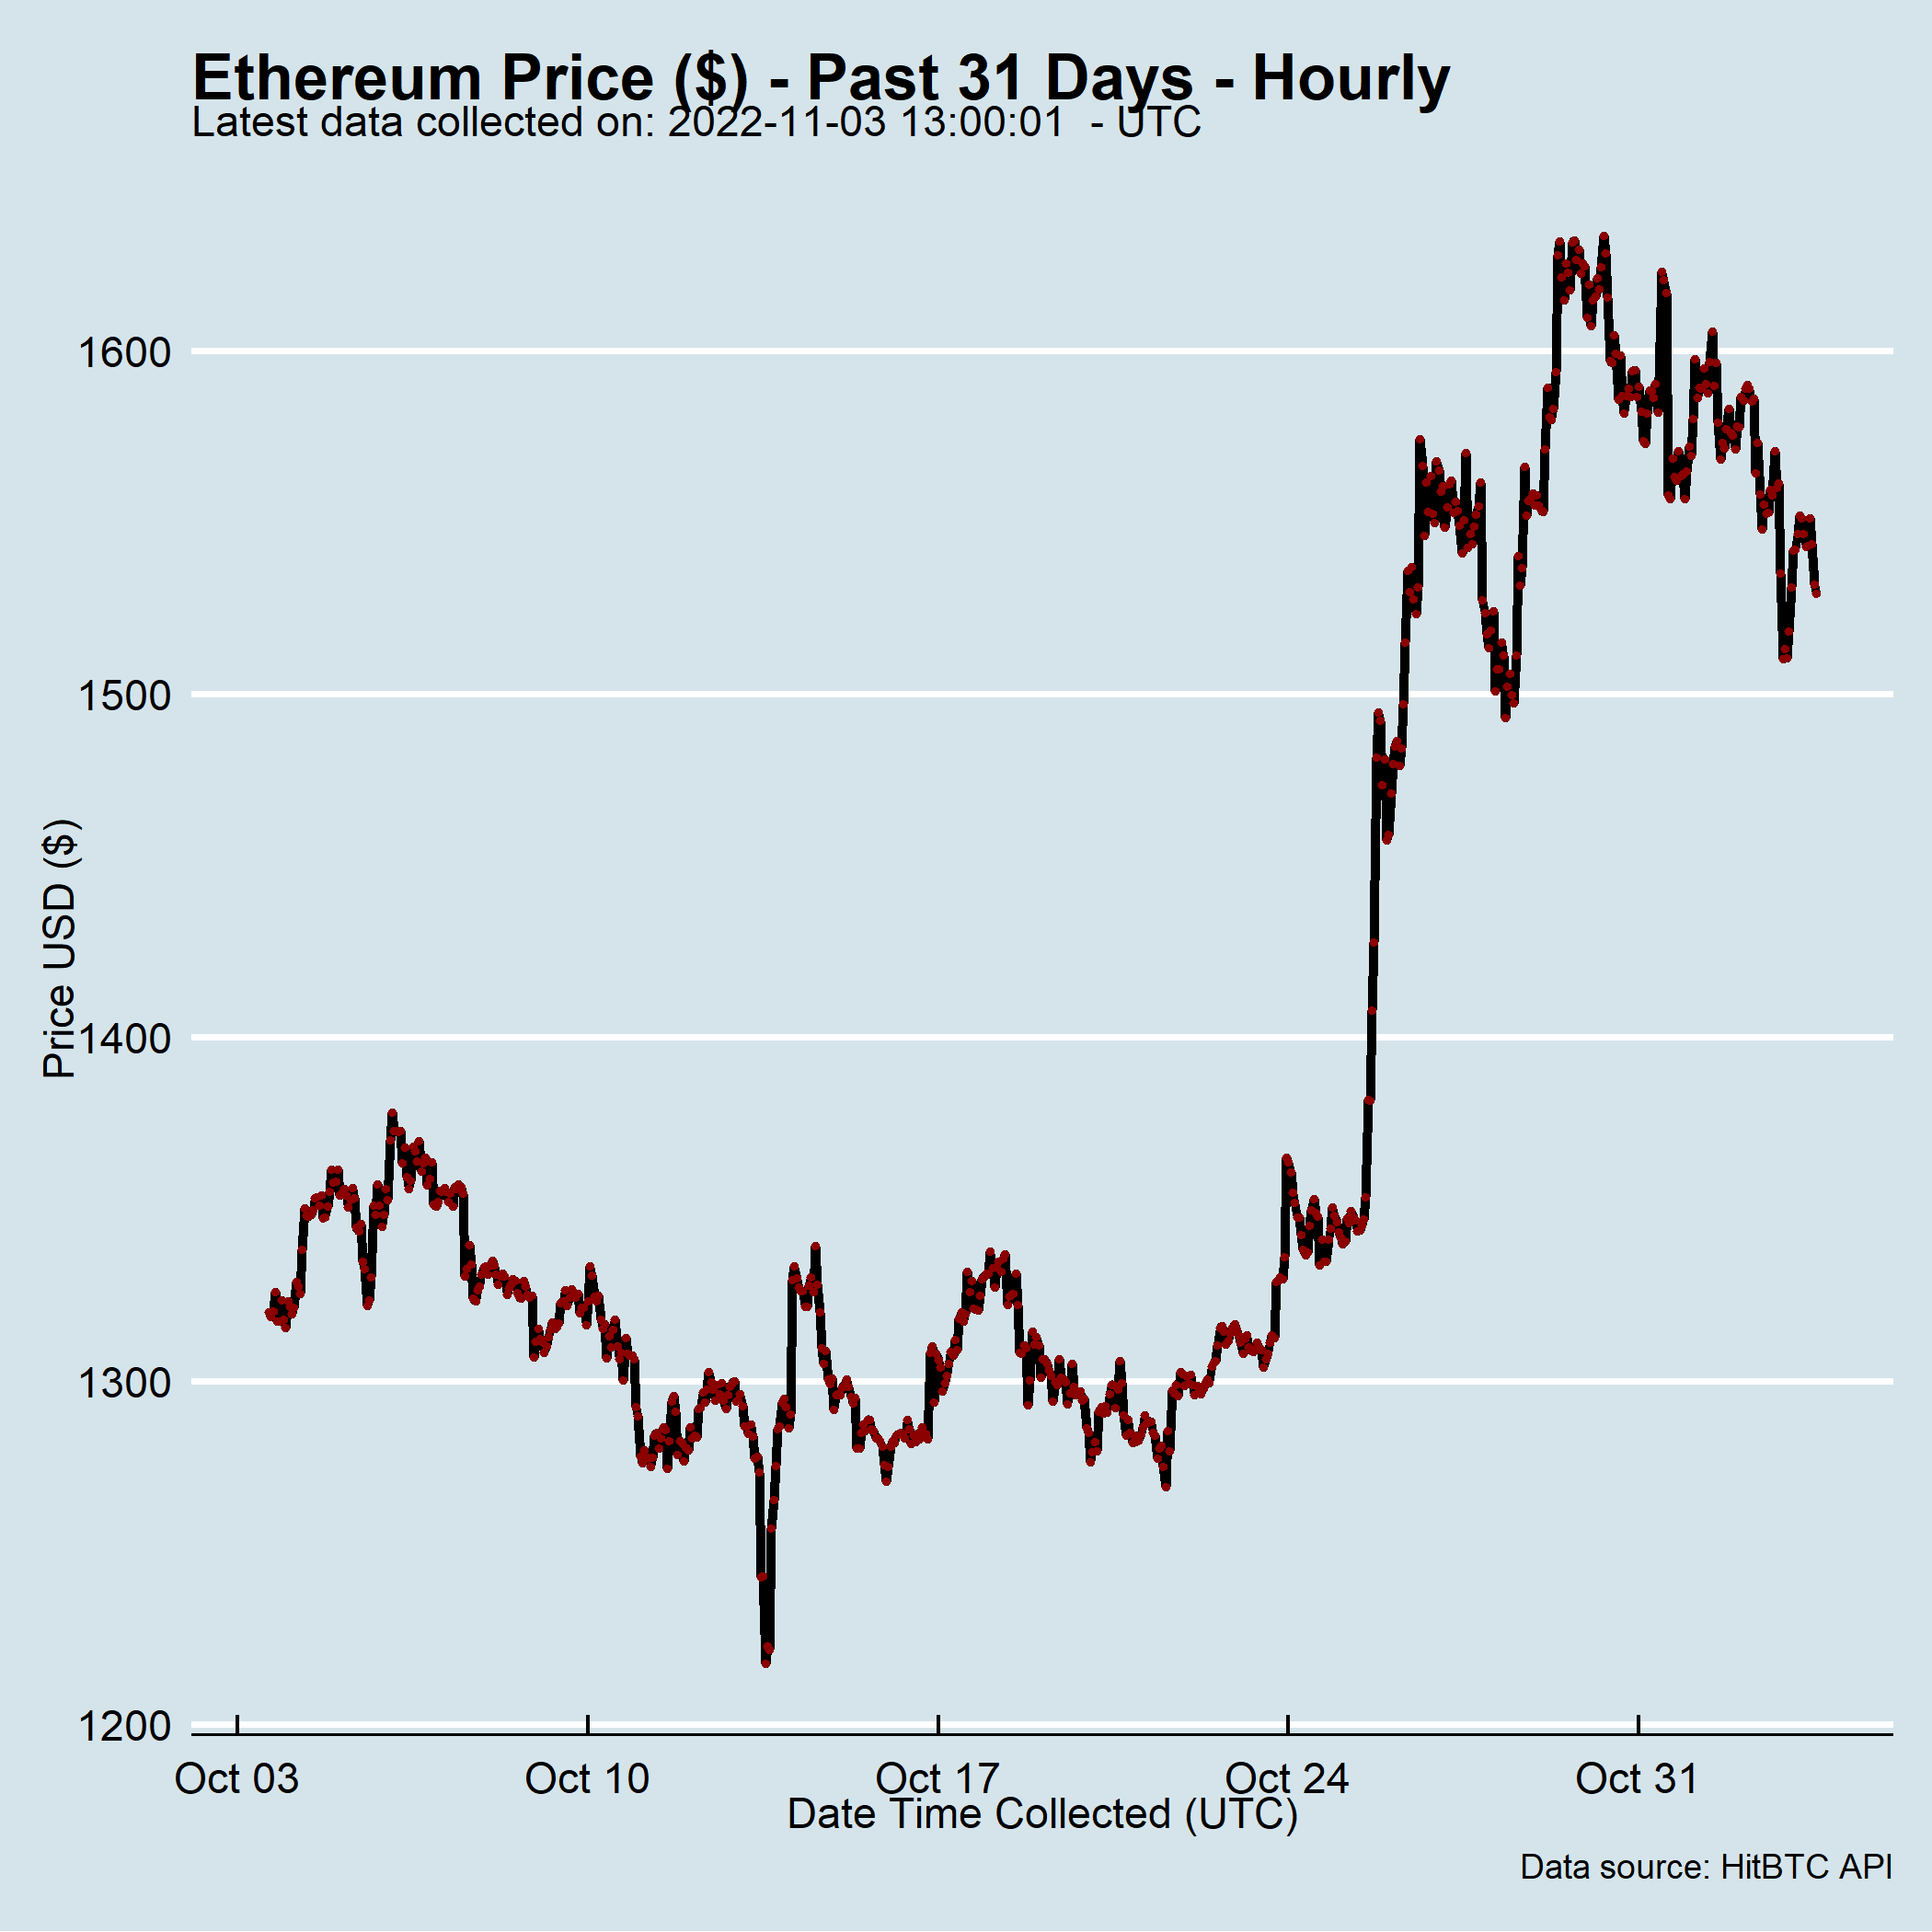 Ethereum Price ($) - Past 31 Days - Hourly
Latest data collected on: 2022-11-03 13:00:01  - UTC
1600
1500
1400
1300
1200
Price USD ($)
Oct 03
Oct 10
Oct 17
Oct 24
Oct 31
Date Time Collected (UTC)
Data source: HitBTC API